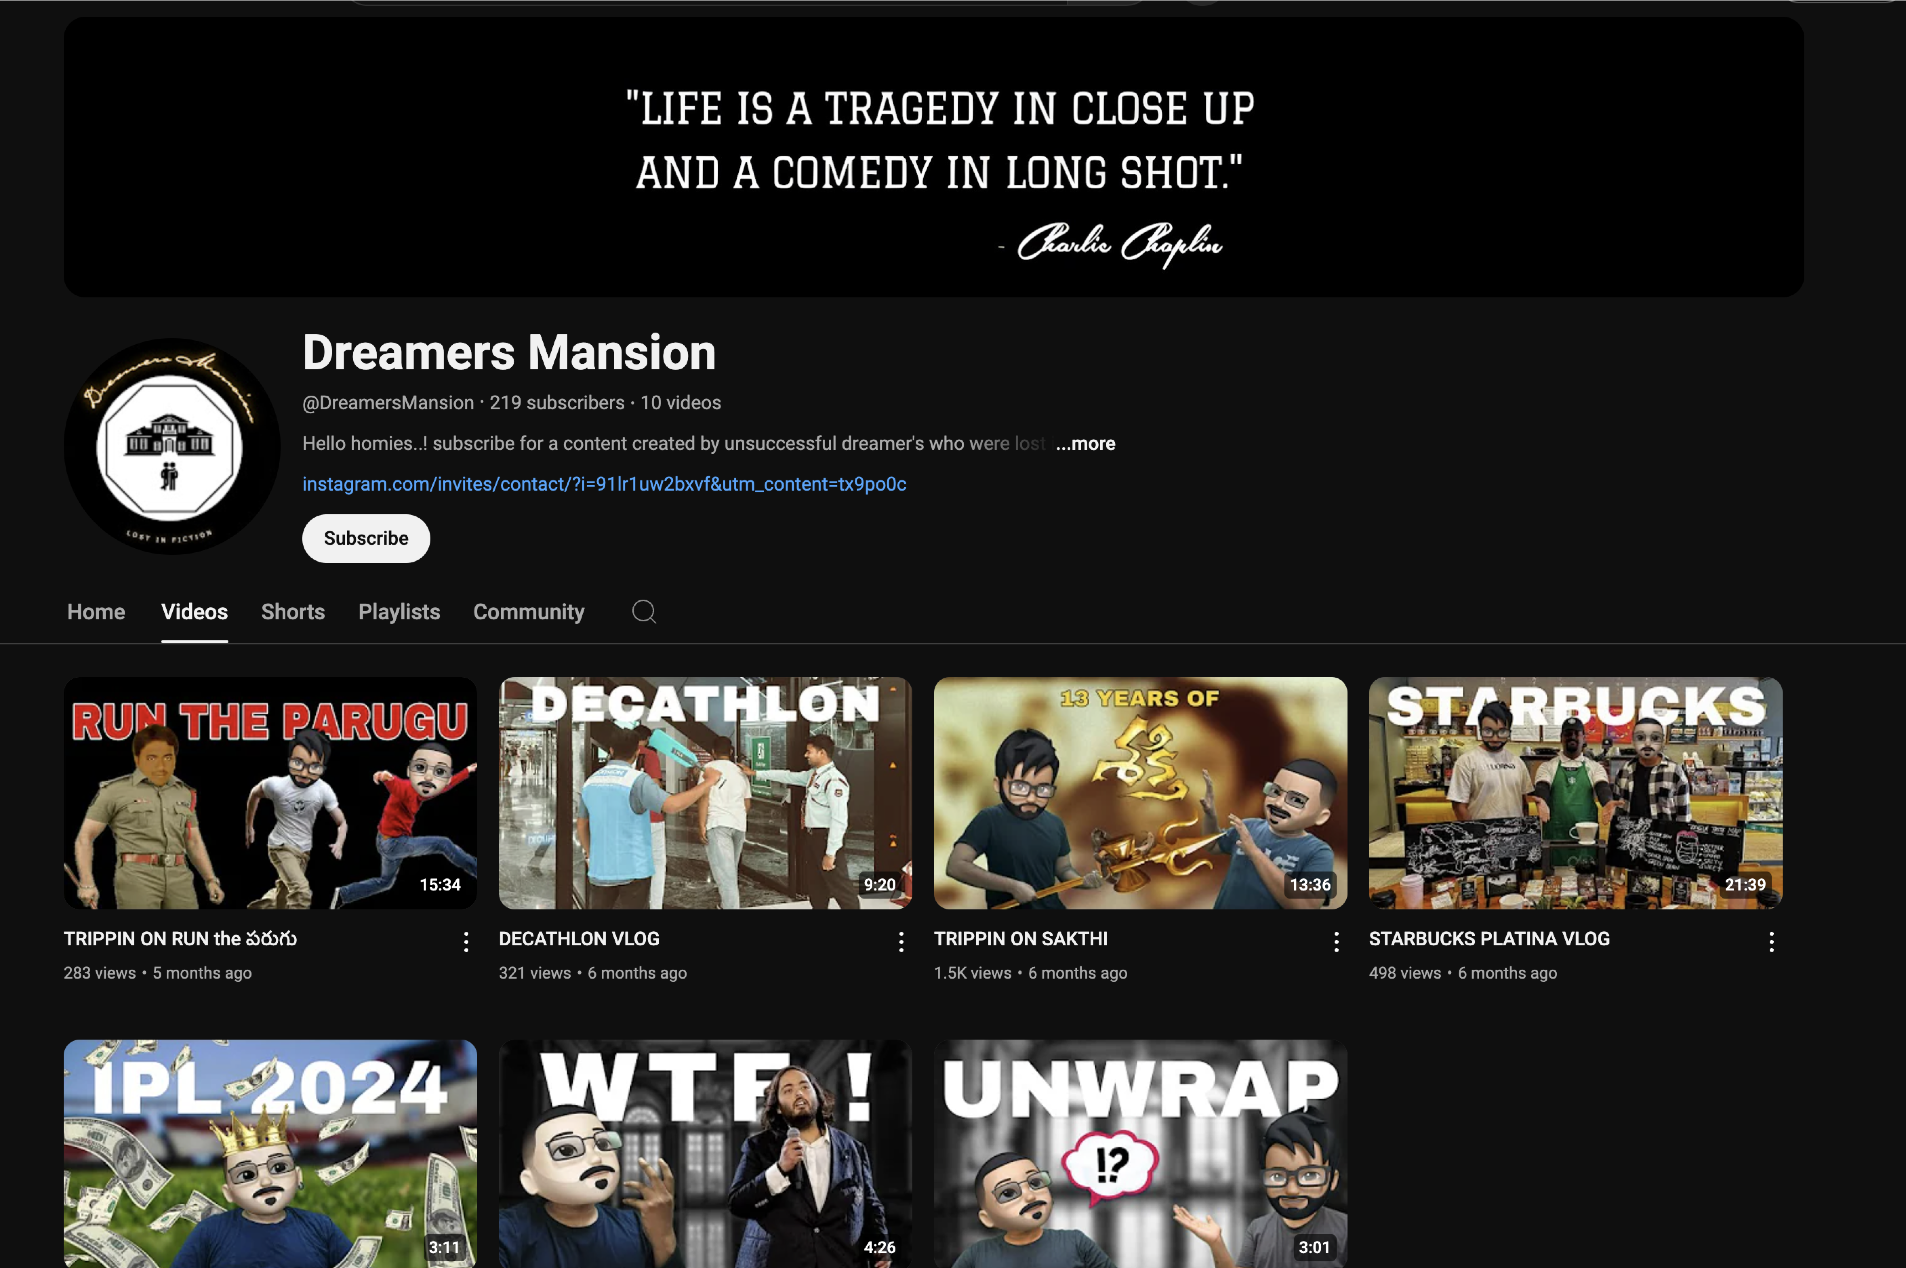 "LIFE IS A TRAGEDY IN CLOSE UP
AND A COMEDY IN LONG SHOT."
- Charlie Chaplin
Dreamers Mansion
LOST IN FICTION
Dreamers Mansion
@DreamersMansion · 219 subscribers · 10 videos
Hello homies..! subscribe for a content created by unsuccessful dreamer's who were lost ...more
instagram.com/invites/contact/?i=91lr1uw2bxvf&utm_content=tx9po0c
Subscribe
Home Videos Shorts Playlists Community
RUN THE PARUGU
15:34
DECATHLON
9:20
13 YEARS OF
శక్తి
13:36
STARBUCKS
21:39
TRIPPIN ON RUN the పరుగు
283 views • 5 months ago
DECATHLON VLOG
321 views • 6 months ago
TRIPPIN ON SAKTHI
1.5K views • 6 months ago
STARBUCKS PLATINA VLOG
498 views • 6 months ago
IPL 2024
3:11
WTF !
4:26
UNWRAP
!?
3:01